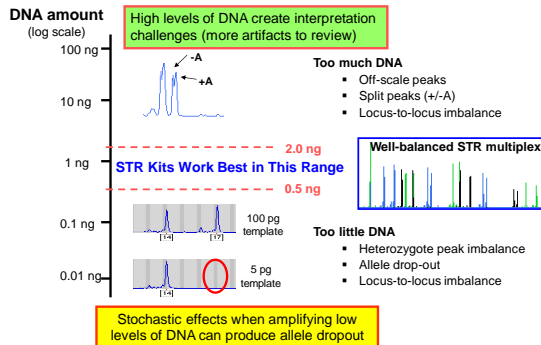 DNA amount
(log scale)
High levels of DNA create interpretation
challenges (more artifacts to review)
100 ng
-A
+A
10 ng
Too much DNA
▪ Off-scale peaks
▪ Split peaks (+/-A)
▪ Locus-to-locus imbalance
2.0 ng
1 ng
STR Kits Work Best in This Range
0.5 ng
Well-balanced STR multiplex
0.1 ng
100 pg
template
14
17
Too little DNA
▪ Heterozygote peak imbalance
▪ Allele drop-out
▪ Locus-to-locus imbalance
0.01 ng
5 pg
template
14
Stochastic effects when amplifying low
levels of DNA can produce allele dropout